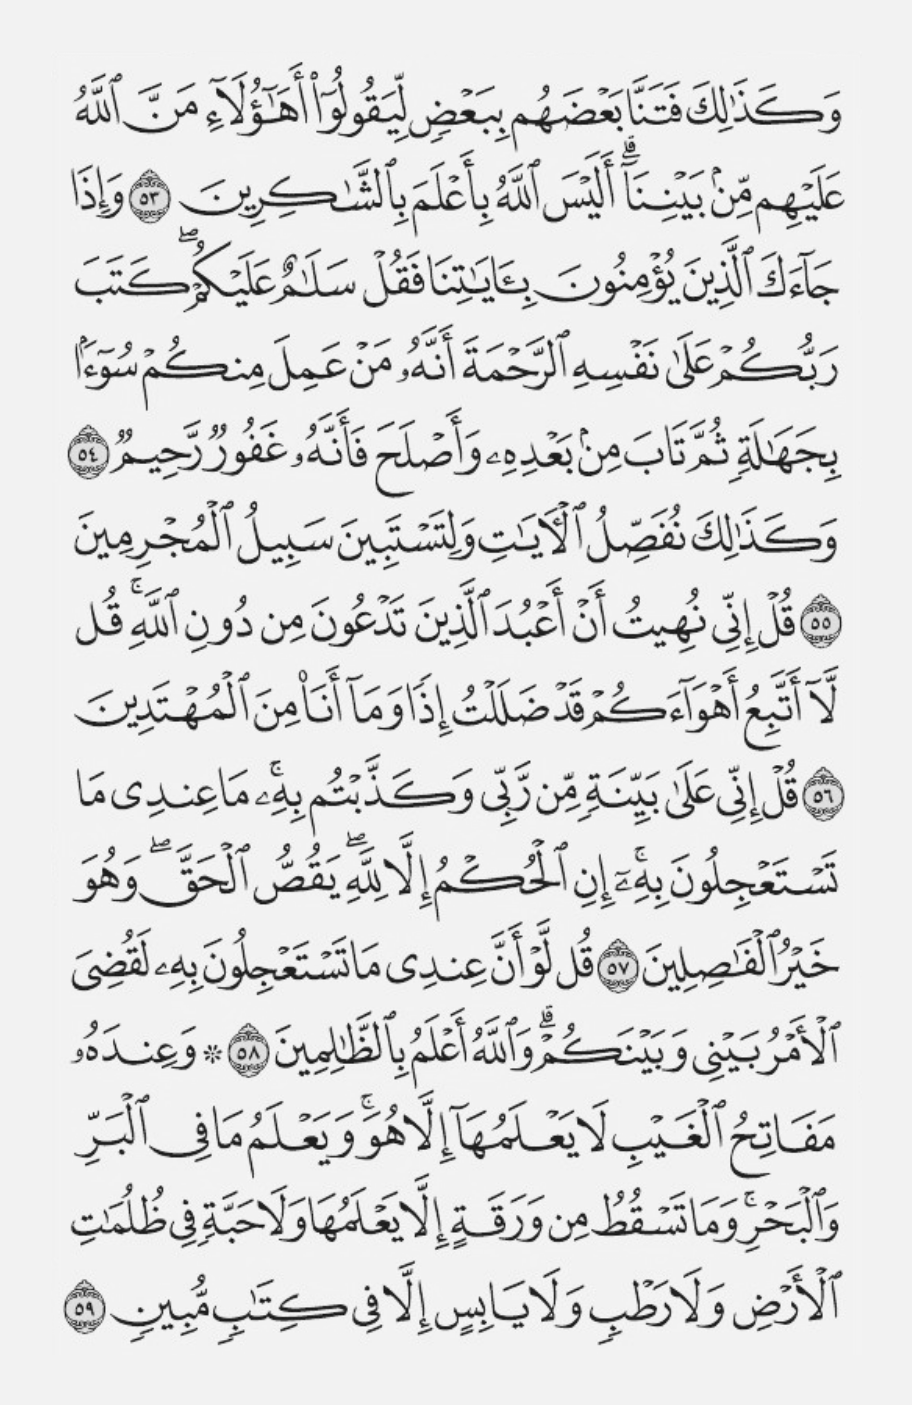 وَكَذَٰلِكَ فَتَنَّا بَعْضَهُم بِبَعْضٍ لِّيَقُولُوٓا۟ أَهَـٰٓؤُلَآءِ مَنَّ ٱللَّهُ
عَلَيْهِم مِّنۢ بَيْنِنَآ ۗ أَلَيْسَ ٱللَّهُ بِأَعْلَمَ بِٱلشَّـٰكِرِينَ ٥٣ وَإِذَا
جَآءَكَ ٱلَّذِينَ يُؤْمِنُونَ بِـَٔايَـٰتِنَا فَقُلْ سَلَـٰمٌ عَلَيْكُمْ ۖ كَتَبَ
رَبُّكُمْ عَلَىٰ نَفْسِهِ ٱلرَّحْمَةَ أَنَّهُۥ مَنْ عَمِلَ مِنكُمْ سُوٓءًۢا
بِجَهَـٰلَةٍ ثُمَّ تَابَ مِنۢ بَعْدِهِۦ وَأَصْلَحَ فَأَنَّهُۥ غَفُورٌ رَّحِيمٌ ٥٤
وَكَذَٰلِكَ نُفَصِّلُ ٱلْـَٔايَـٰتِ وَلِتَسْتَبِينَ سَبِيلُ ٱلْمُجْرِمِينَ
٥٥ قُلْ إِنِّى نُهِيتُ أَنْ أَعْبُدَ ٱلَّذِينَ تَدْعُونَ مِن دُونِ ٱللَّهِ ۚ قُل
لَّآ أَتَّبِعُ أَهْوَآءَكُمْ قَدْ ضَلَلْتُ إِذًا وَمَآ أَنَا۠ مِنَ ٱلْمُهْتَدِينَ
٥٦ قُلْ إِنِّى عَلَىٰ بَيِّنَةٍ مِّن رَّبِّى وَكَذَّبْتُم بِهِۦ ۚ مَا عِندِى مَا
تَسْتَعْجِلُونَ بِهِۦٓ ۚ إِنِ ٱلْحُكْمُ إِلَّا لِلَّهِ ۖ يَقُصُّ ٱلْحَقَّ ۖ وَهُوَ
خَيْرُ ٱلْفَـٰصِلِينَ ٥٧ قُل لَّوْ أَنَّ عِندِى مَا تَسْتَعْجِلُونَ بِهِۦ لَقُضِىَ
ٱلْأَمْرُ بَيْنِى وَبَيْنَكُمْ ۗ وَٱللَّهُ أَعْلَمُ بِٱلظَّـٰلِمِينَ ٥٨ ۞ وَعِندَهُۥ
مَفَاتِحُ ٱلْغَيْبِ لَا يَعْلَمُهَآ إِلَّا هُوَ ۚ وَيَعْلَمُ مَا فِى ٱلْبَرِّ
وَٱلْبَحْرِ ۚ وَمَا تَسْقُطُ مِن وَرَقَةٍ إِلَّا يَعْلَمُهَا وَلَا حَبَّةٍ فِى ظُلُمَـٰتِ
ٱلْأَرْضِ وَلَا رَطْبٍ وَلَا يَابِسٍ إِلَّا فِى كِتَـٰبٍ مُّبِينٍ ٥٩